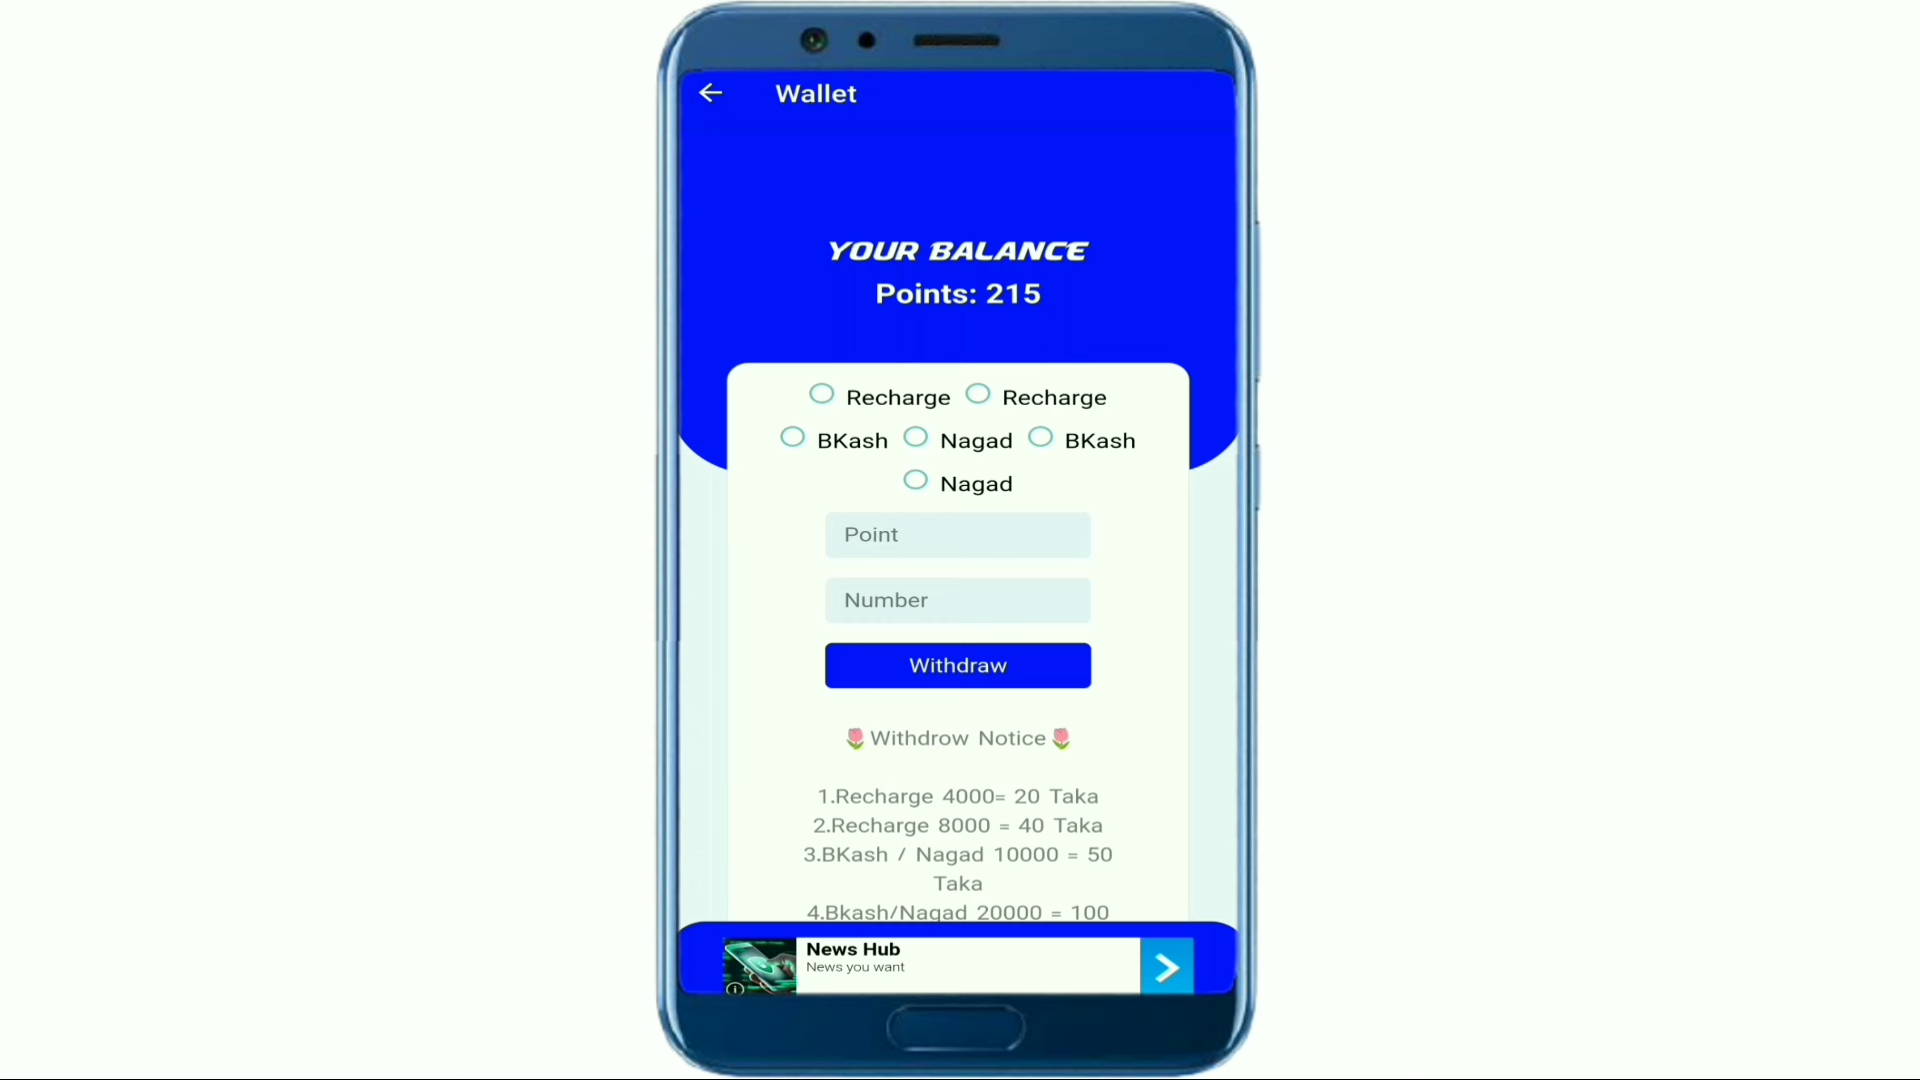 Wallet
YOUR BALANCE
Points: 215
Recharge Recharge
BKash Nagad BKash
Nagad
Point
Number
Withdraw
🌷Withdrow Notice🌷
1.Recharge 4000= 20 Taka
2.Recharge 8000 = 40 Taka
3.BKash / Nagad 10000 = 50
Taka
4.Bkash/Nagad 20000 = 100
News Hub
News you want